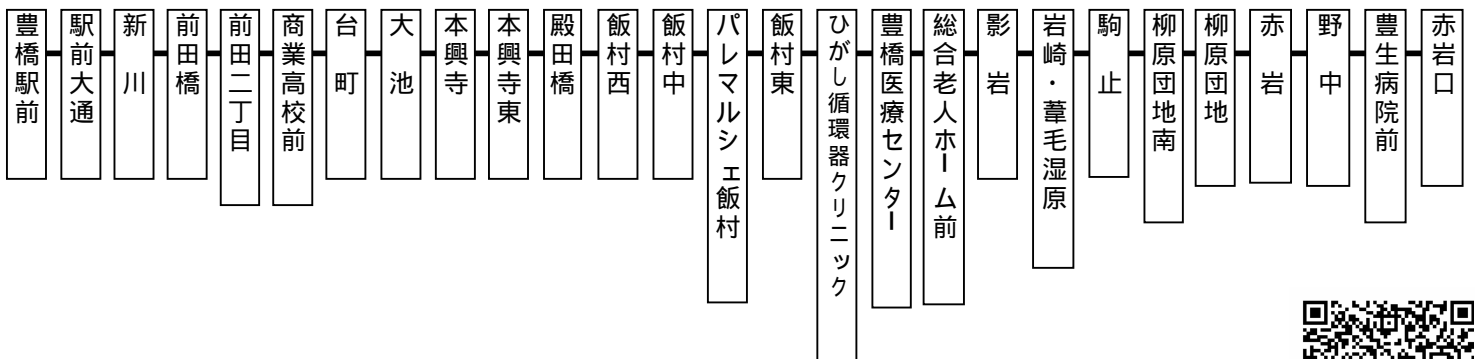 豊橋駅前
駅前大通
新川
前田橋
前田二丁目
商業高校前
台町
大池
本興寺
本興寺東
殿田橋
飯村西
飯村中
パレマルシェ飯村
飯村東
ひがし循環器クリニック
豊橋医療センター
総合老人ホーム前
影岩
岩崎・葦毛湿原
駒止
柳原団地南
柳原団地
赤岩
野中
豊生病院前
赤岩口